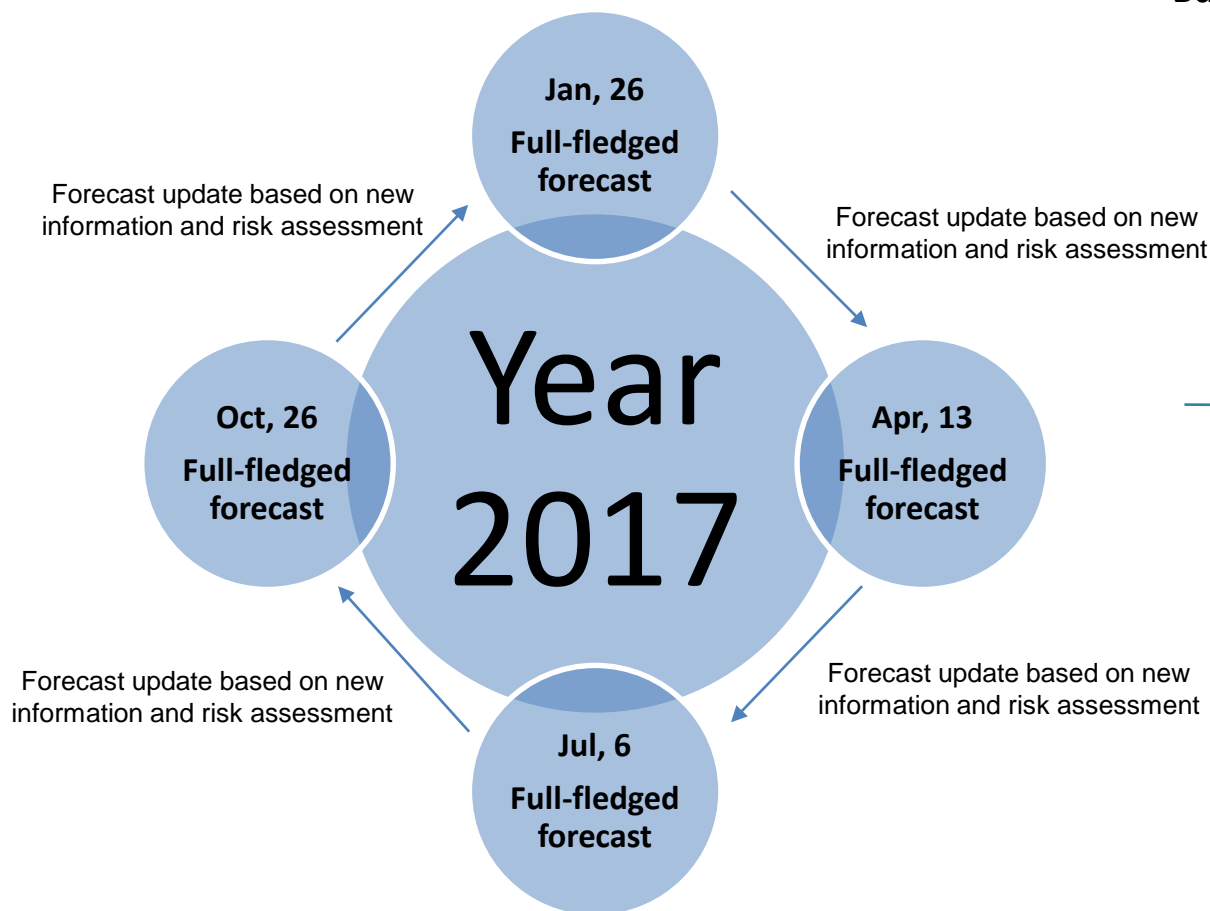 Jan, 26
Full-fledged
forecast
Forecast update based on new
information and risk assessment
Forecast update based on new
information and risk assessment
Year
2017
Oct, 26
Full-fledged
forecast
Apr, 13
Full-fledged
forecast
Forecast update based on new
information and risk assessment
Forecast update based on new
information and risk assessment
Jul, 6
Full-fledged
forecast